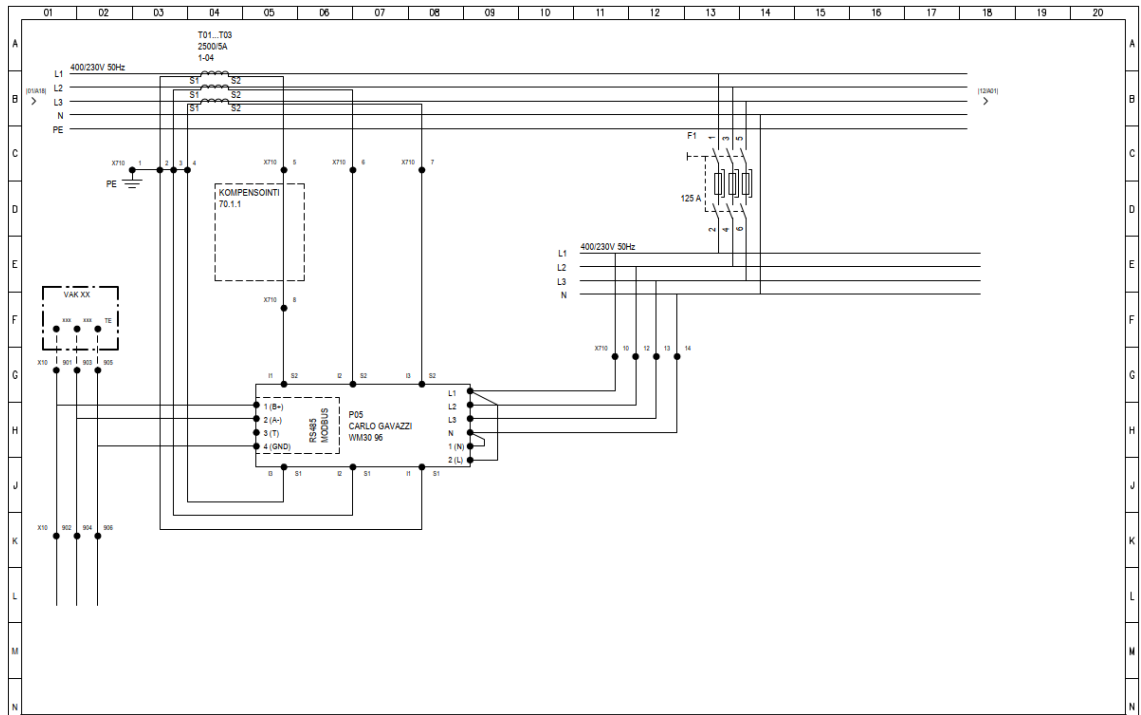 01 02 03 04 05 06 07 08 09 10 11 12 13 14 15 16 17 18 19 20
A A
T01...T03
2500/5A
1-04
L1 400/230V 50Hz
S1 S2
L2
S1 S2
L3
S1 S2
N
PE
B B
(01/A18)
>
(12/A01)
>
C C
F1
1 3 5
X710 1 2 3 4
X710 5
X710 6
X710 7
PE
D D
KOMPENSOINTI
70.1.1
125 A
2 4 6
E E
L1 400/230V 50Hz
L2
L3
N
VAK XX
xxx xxx TE
F F
X710 8
X710 10 12 13 14
X10 901 903 905
G G
I1 S2
I2 S2
I3 S2
1 (B+)
2 (A-)
3 (T)
4 (GND)
RS485
MODBUS
P05
CARLO GAVAZZI
WM30 96
L1
L2
L3
N
1 (N)
2 (L)
H H
I3 S1
I2 S1
I1 S1
J J
X10 902 904 906
K K
L L
M M
N N